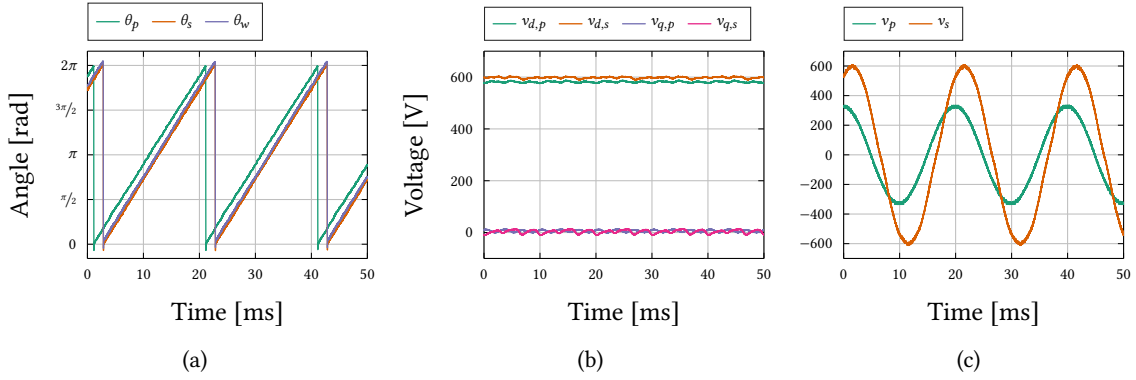 θp θs θw
2π
3π/2
π
π/2
0
Angle [rad]
0 10 20 30 40 50
Time [ms]
(a)
vd,p vd,s vq,p vq,s
600
400
600
0
Voltage [V]
0 10 20 30 40 50
Time [ms]
(b)
vp vs
600
400
200
0
−200
−400
−600
0 10 20 30 40 50
Time [ms]
(c)